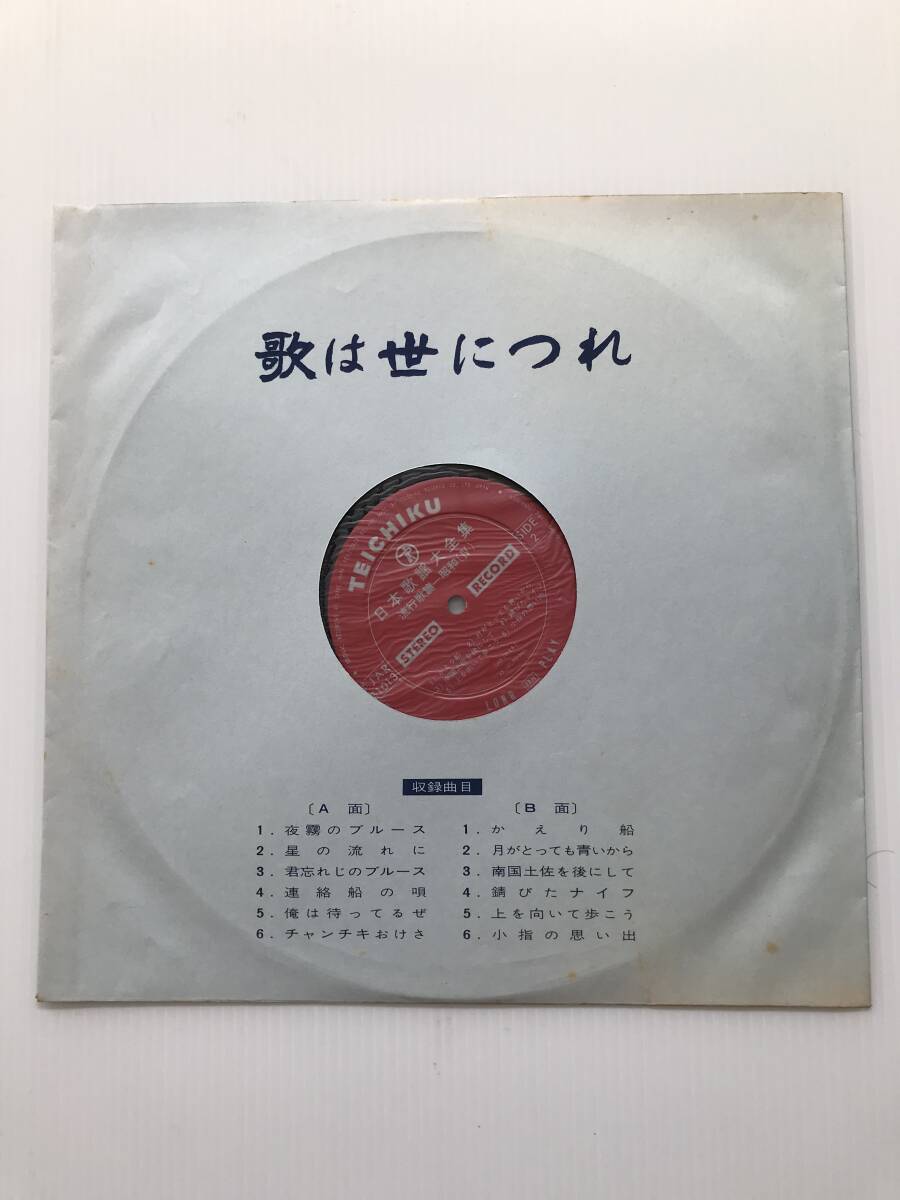 歌は世につれ
TEICHIKU
日本歌謡大全集
SIDE 2
STEREO
RECORD
PLAY
収録曲目
〔A 面〕
1. 夜霧のブルース
2. 星の流れに
3. 君忘れじのブルース
4. 連絡船の唄
5. 俺は待ってるぜ
6. チャンチキおけさ
〔B 面〕
1. かえり船
2. 月がとっても青いから
3. 南国土佐を後にして
4. 錆びたナイフ
5. 上を向いて歩こう
6. 小指の思い出